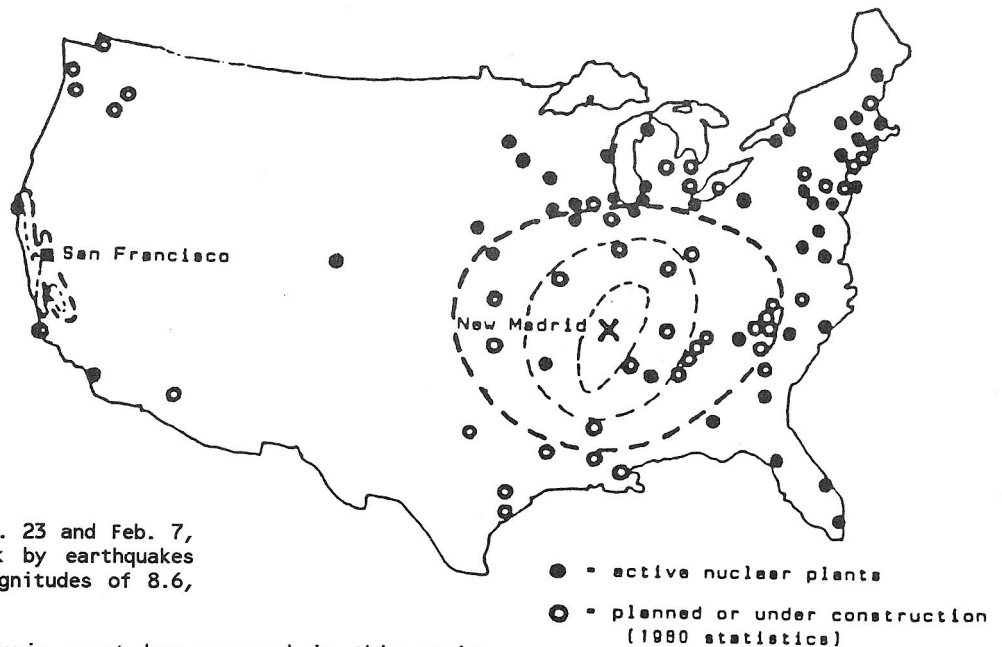 San Francisco
New Madrid
. 23 and Feb. 7,
k by earthquakes
gnitudes of 8.6,
- active nuclear plants
- planned or under construction
(1980 statistics)